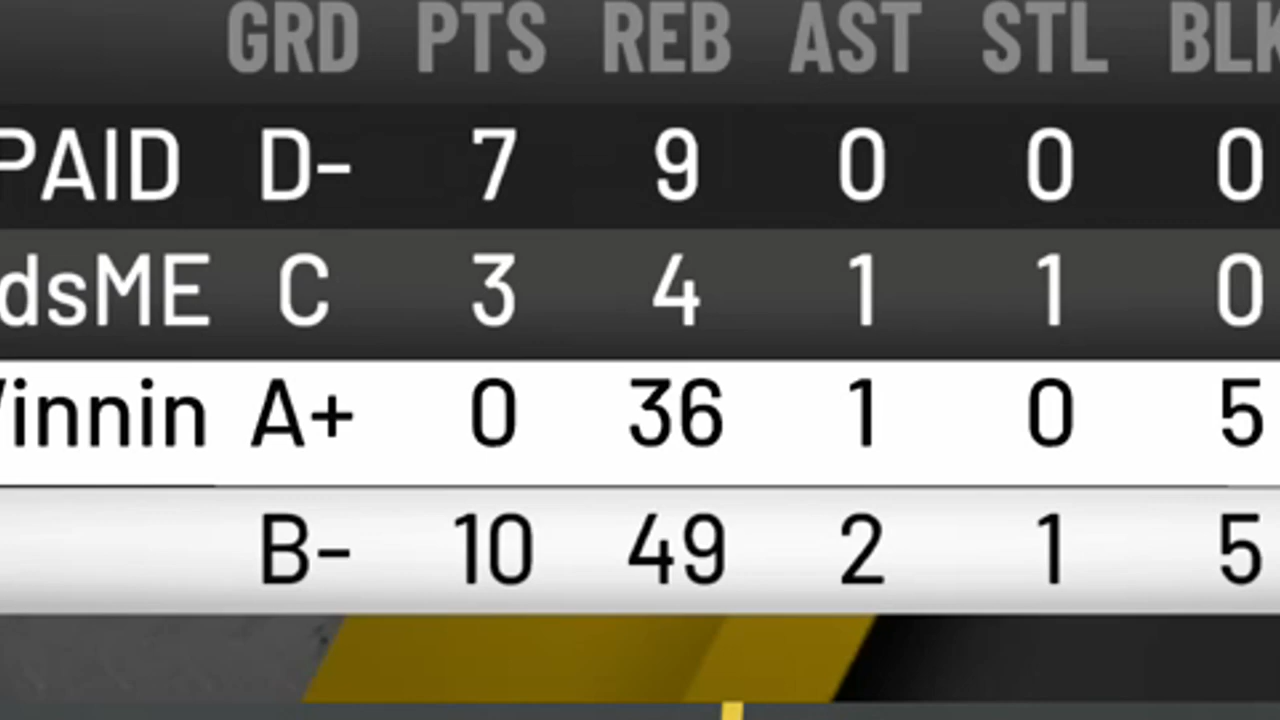 GRD PTS REB AST STL BLK
PAID D- 7 9 0 0 0
dsME C 3 4 1 1 0
innin A+ 0 36 1 0 5
B- 10 49 2 1 5